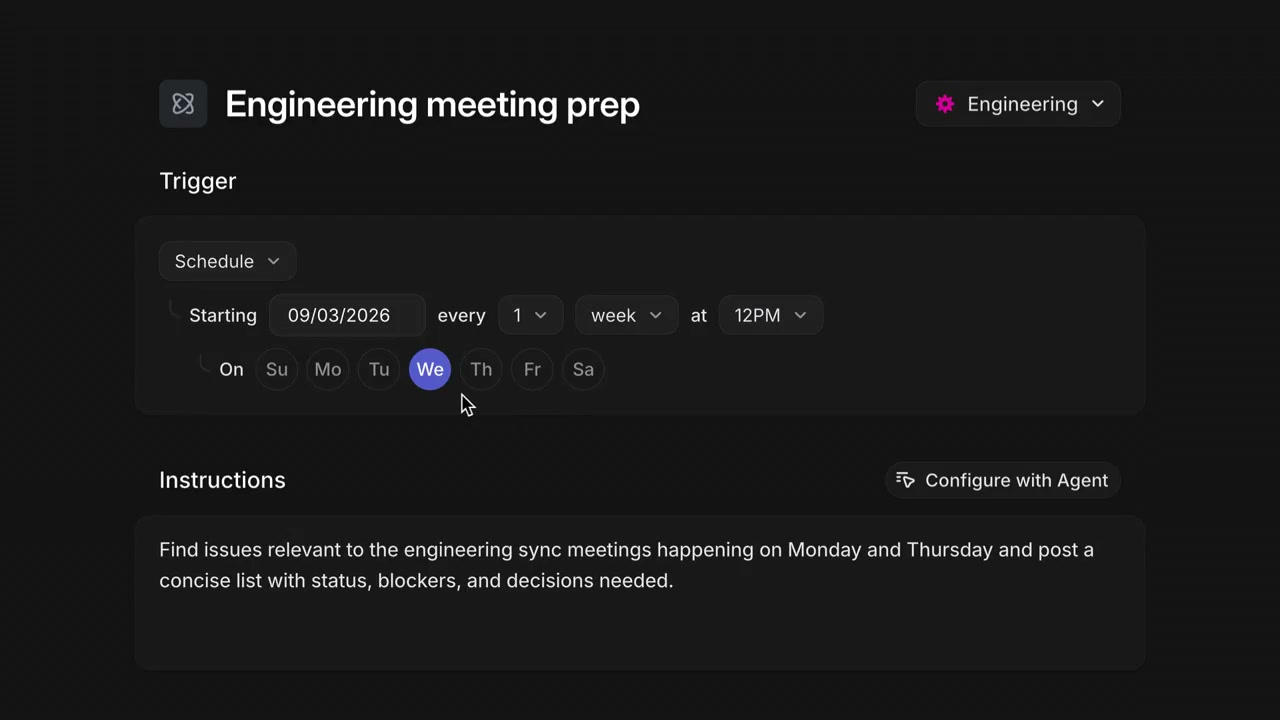 Engineering meeting prep
Engineering
Trigger
Schedule
Starting 09/03/2026 every 1 week at 12PM
On Su Mo Tu We Th Fr Sa
Instructions
Configure with Agent
Find issues relevant to the engineering sync meetings happening on Monday and Thursday and post a
concise list with status, blockers, and decisions needed.